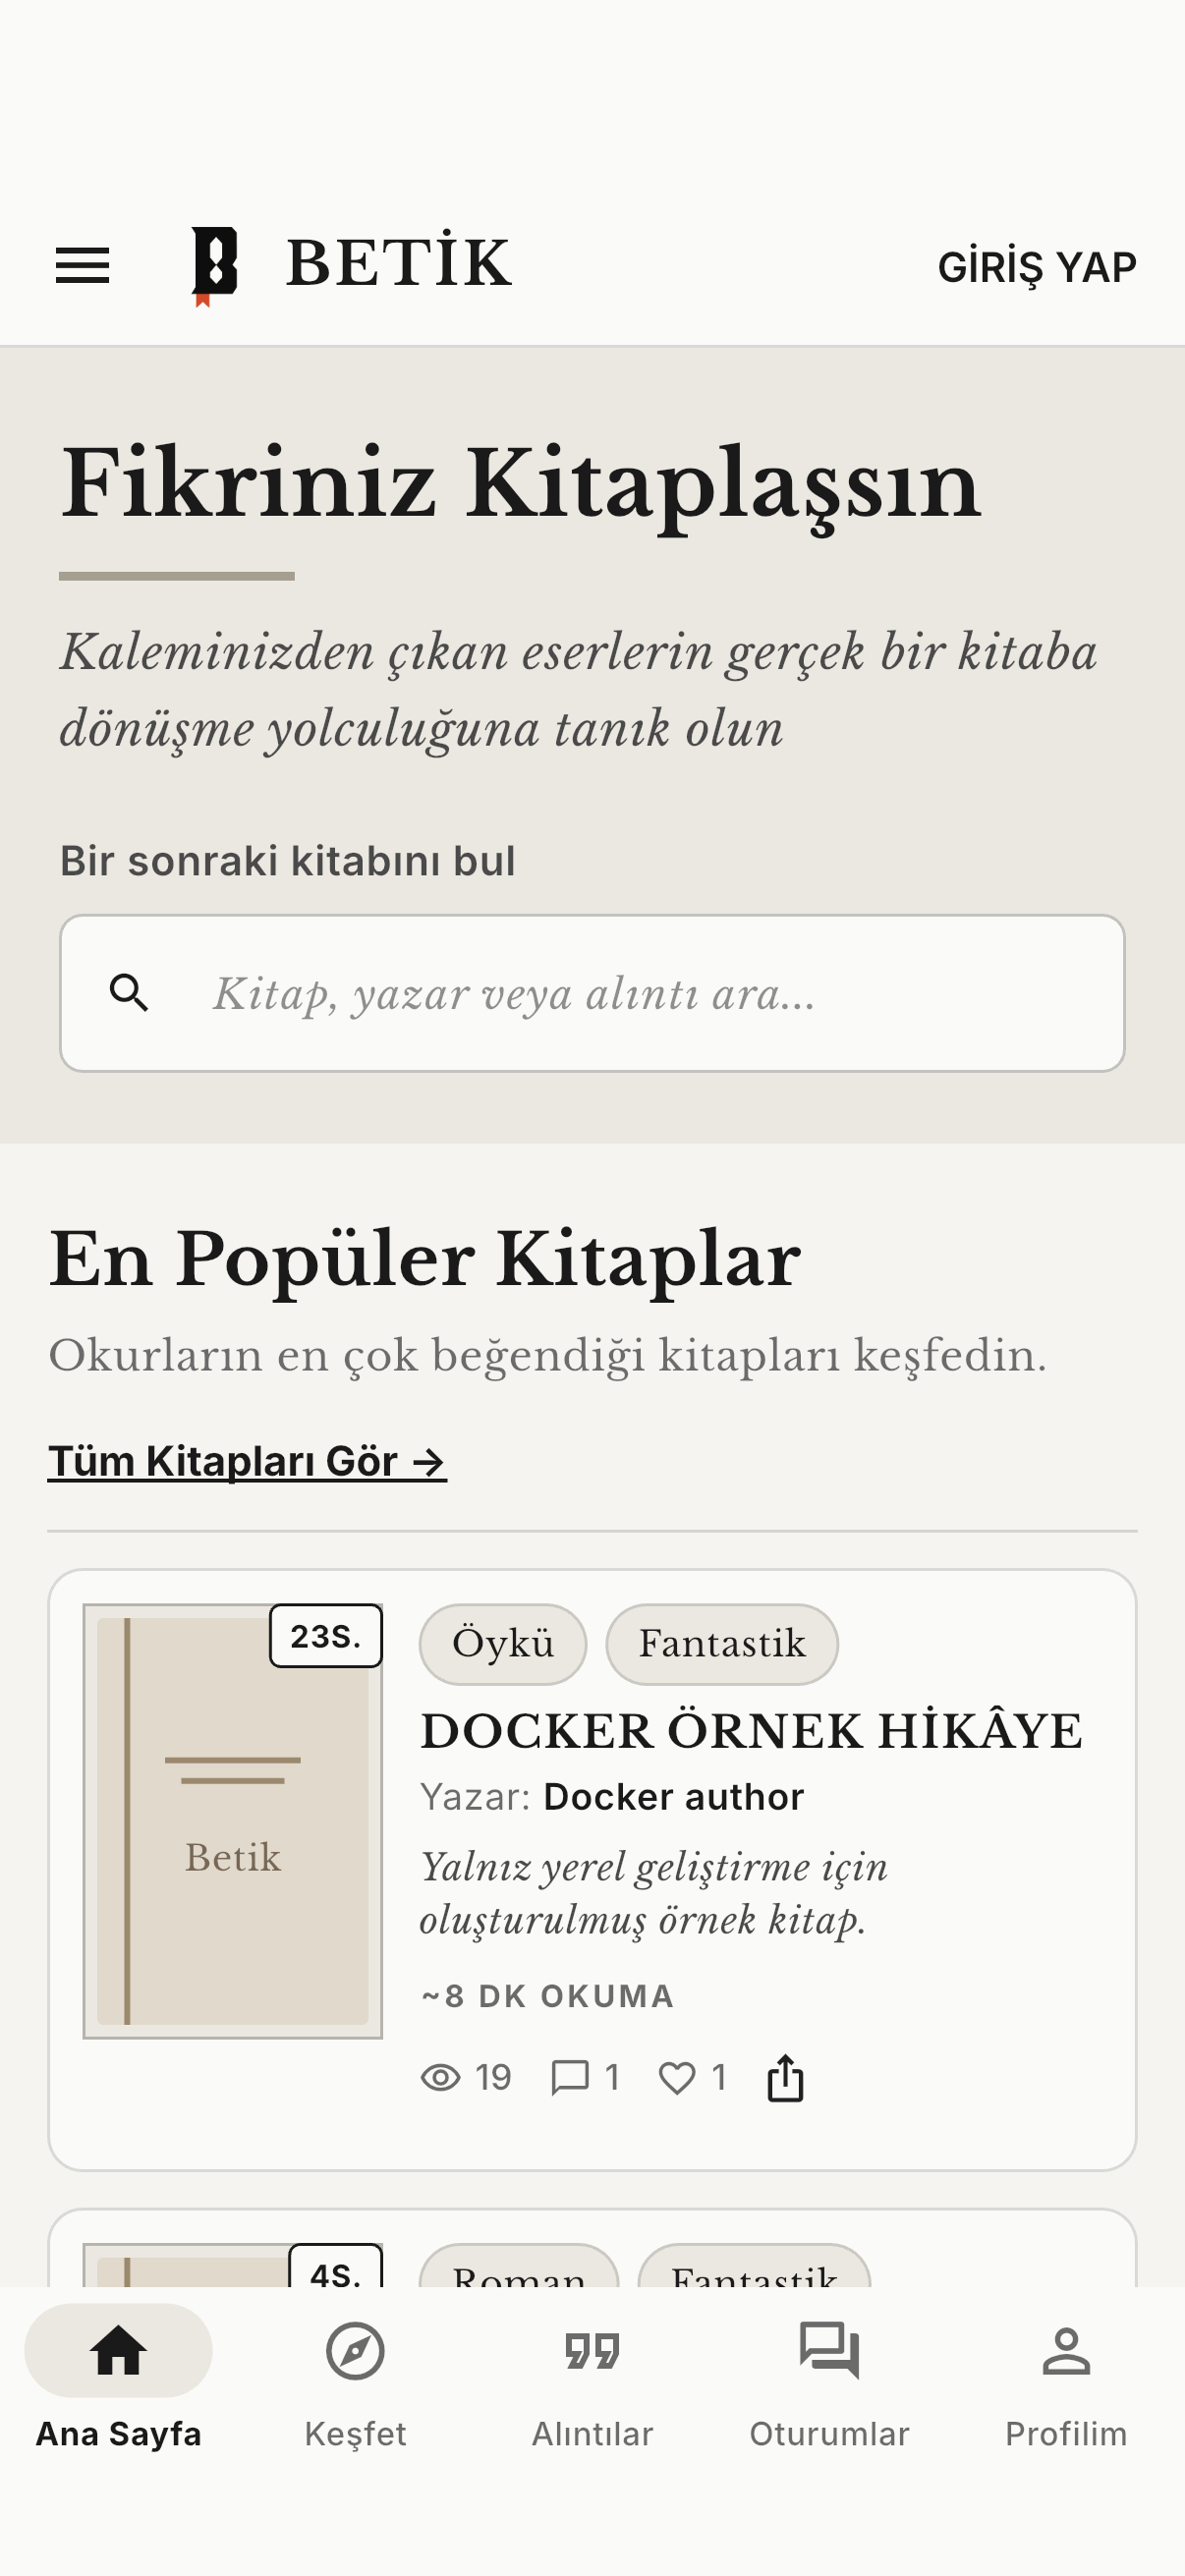 BETİK
GİRİŞ YAP
Fikriniz Kitaplaşsın
Kaleminizden çıkan eserlerin gerçek bir kitaba
dönüşme yolculuğuna tanık olun
Bir sonraki kitabını bul
Kitap, yazar veya alıntı ara...
En Popüler Kitaplar
Okurların en çok beğendiği kitapları keşfedin.
Tüm Kitapları Gör →
23S.
Betik
Öykü
Fantastik
DOCKER ÖRNEK HİKÂYE
Yazar: Docker author
Yalnız yerel geliştirme için
oluşturulmuş örnek kitap.
~8 DK OKUMA
19 1 1
4S.
Roman
Fantastik
Ana Sayfa
Keşfet
Alıntılar
Oturumlar
Profilim